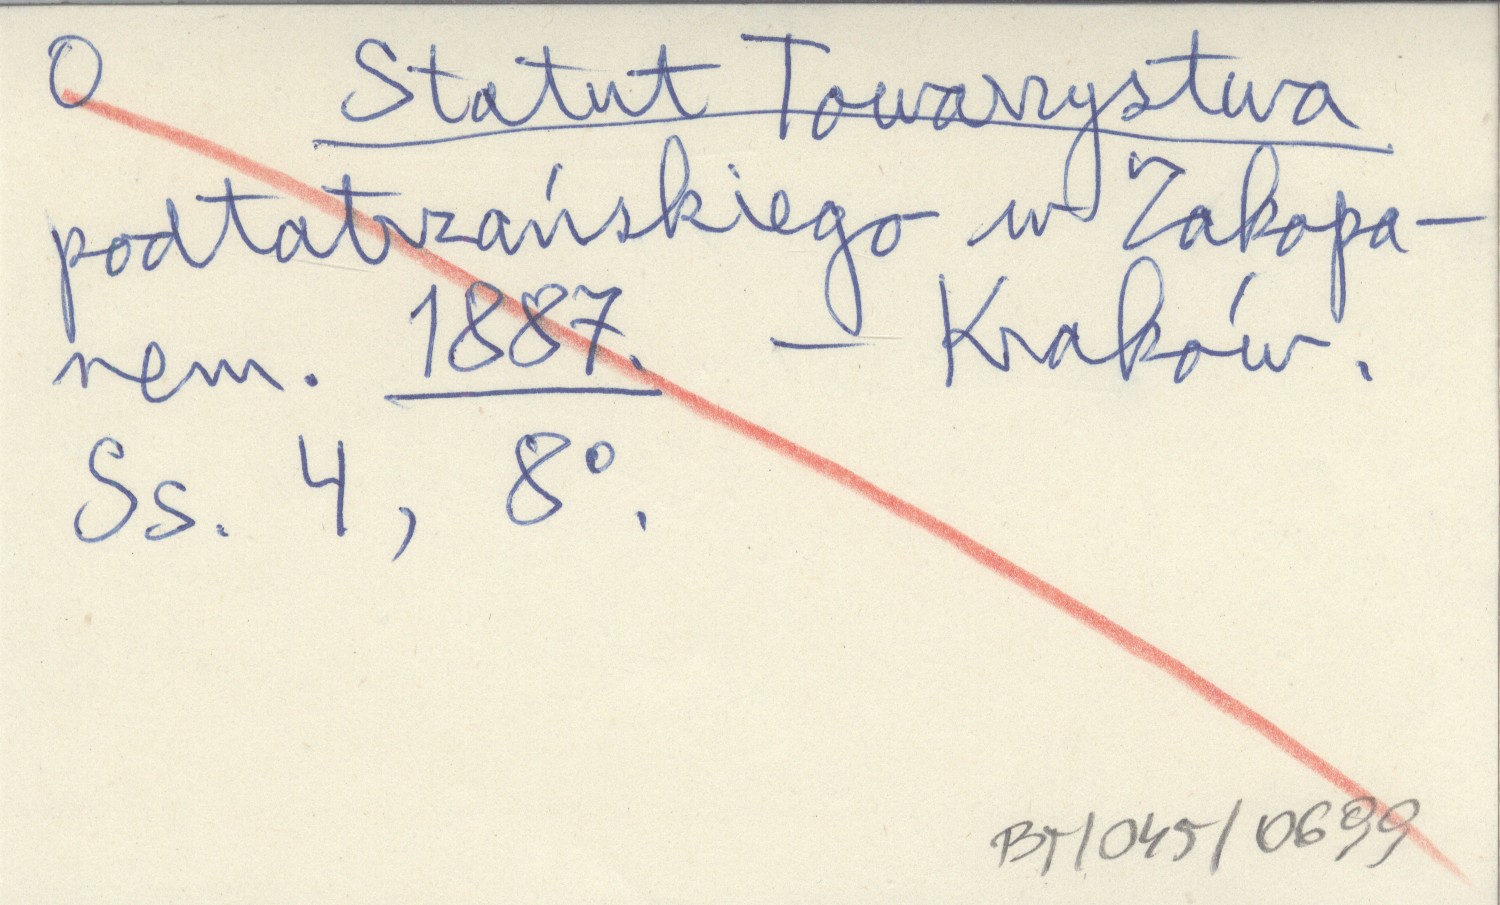 O Statut Towarzystwa
podtatrzańskiego w Zakopa-
nem. 1887. — Kraków.
Ss. 4, 8°.
BT/045/0699